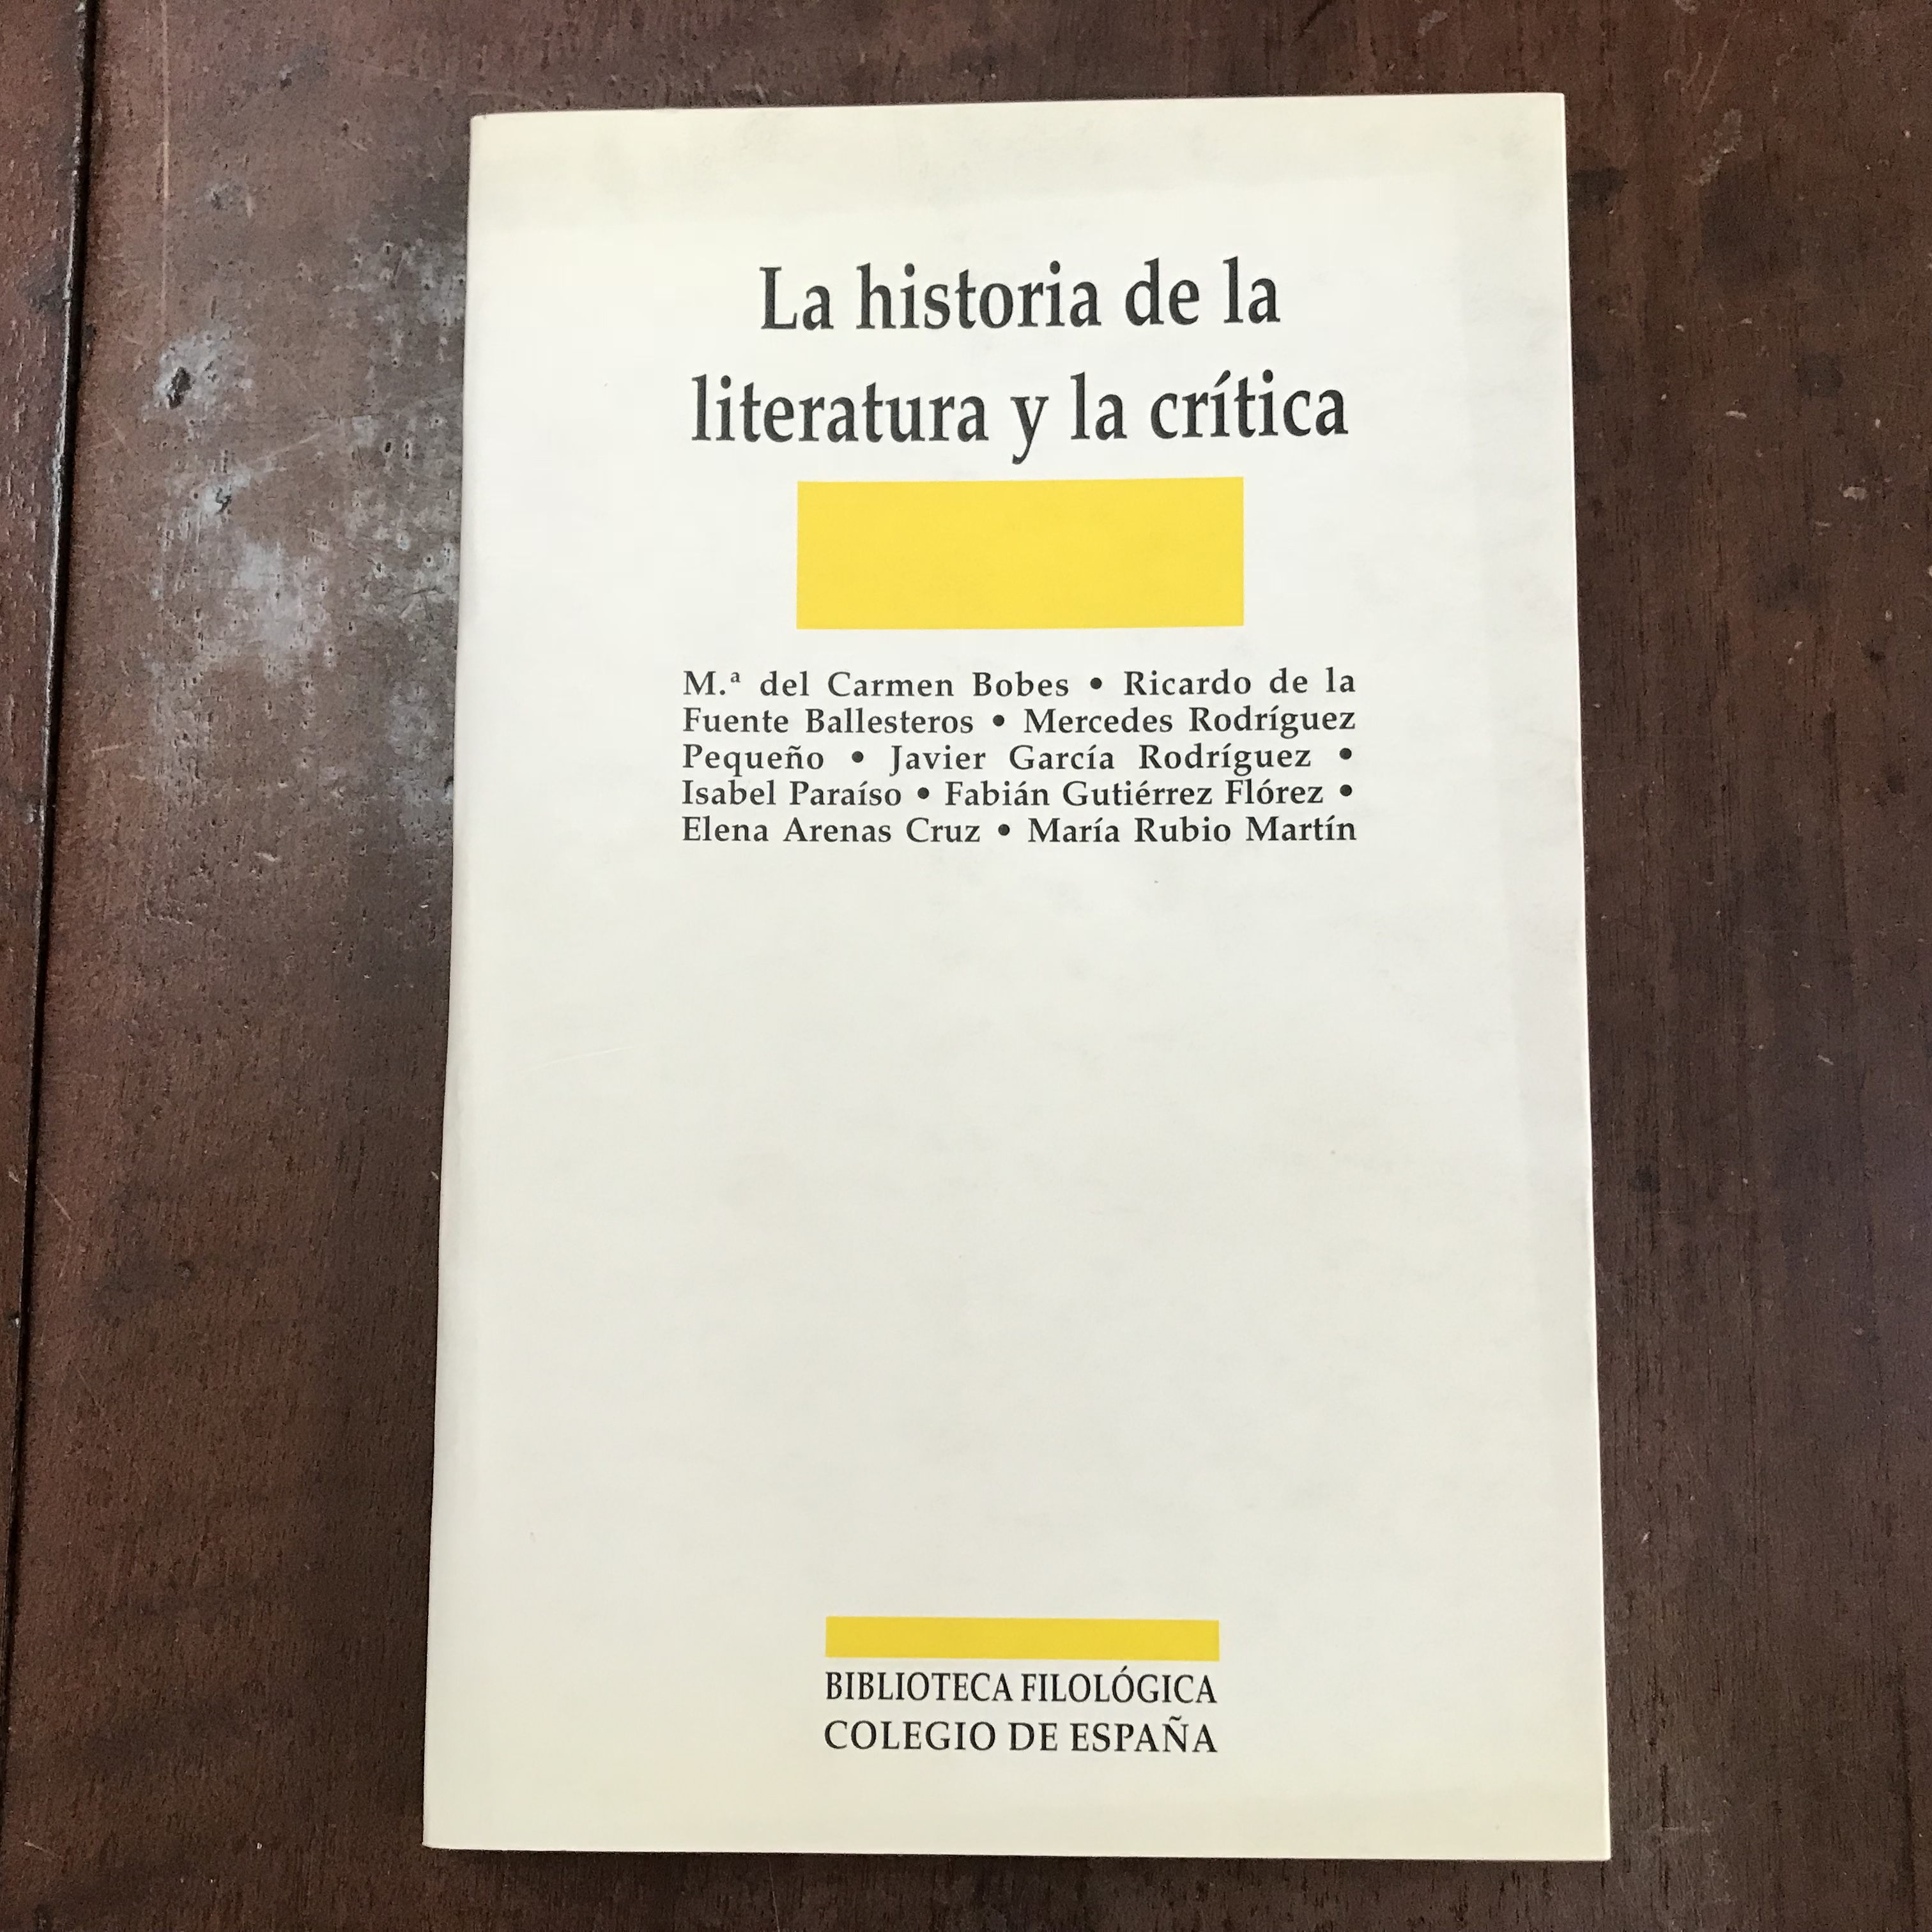 La historia de la
literatura y la crítica
M.ª del Carmen Bobes • Ricardo de la
Fuente Ballesteros • Mercedes Rodríguez
Pequeño • Javier García Rodríguez •
Isabel Paraíso • Fabián Gutiérrez Flórez •
Elena Arenas Cruz • María Rubio Martín
BIBLIOTECA FILOLÓGICA
COLEGIO DE ESPAÑA